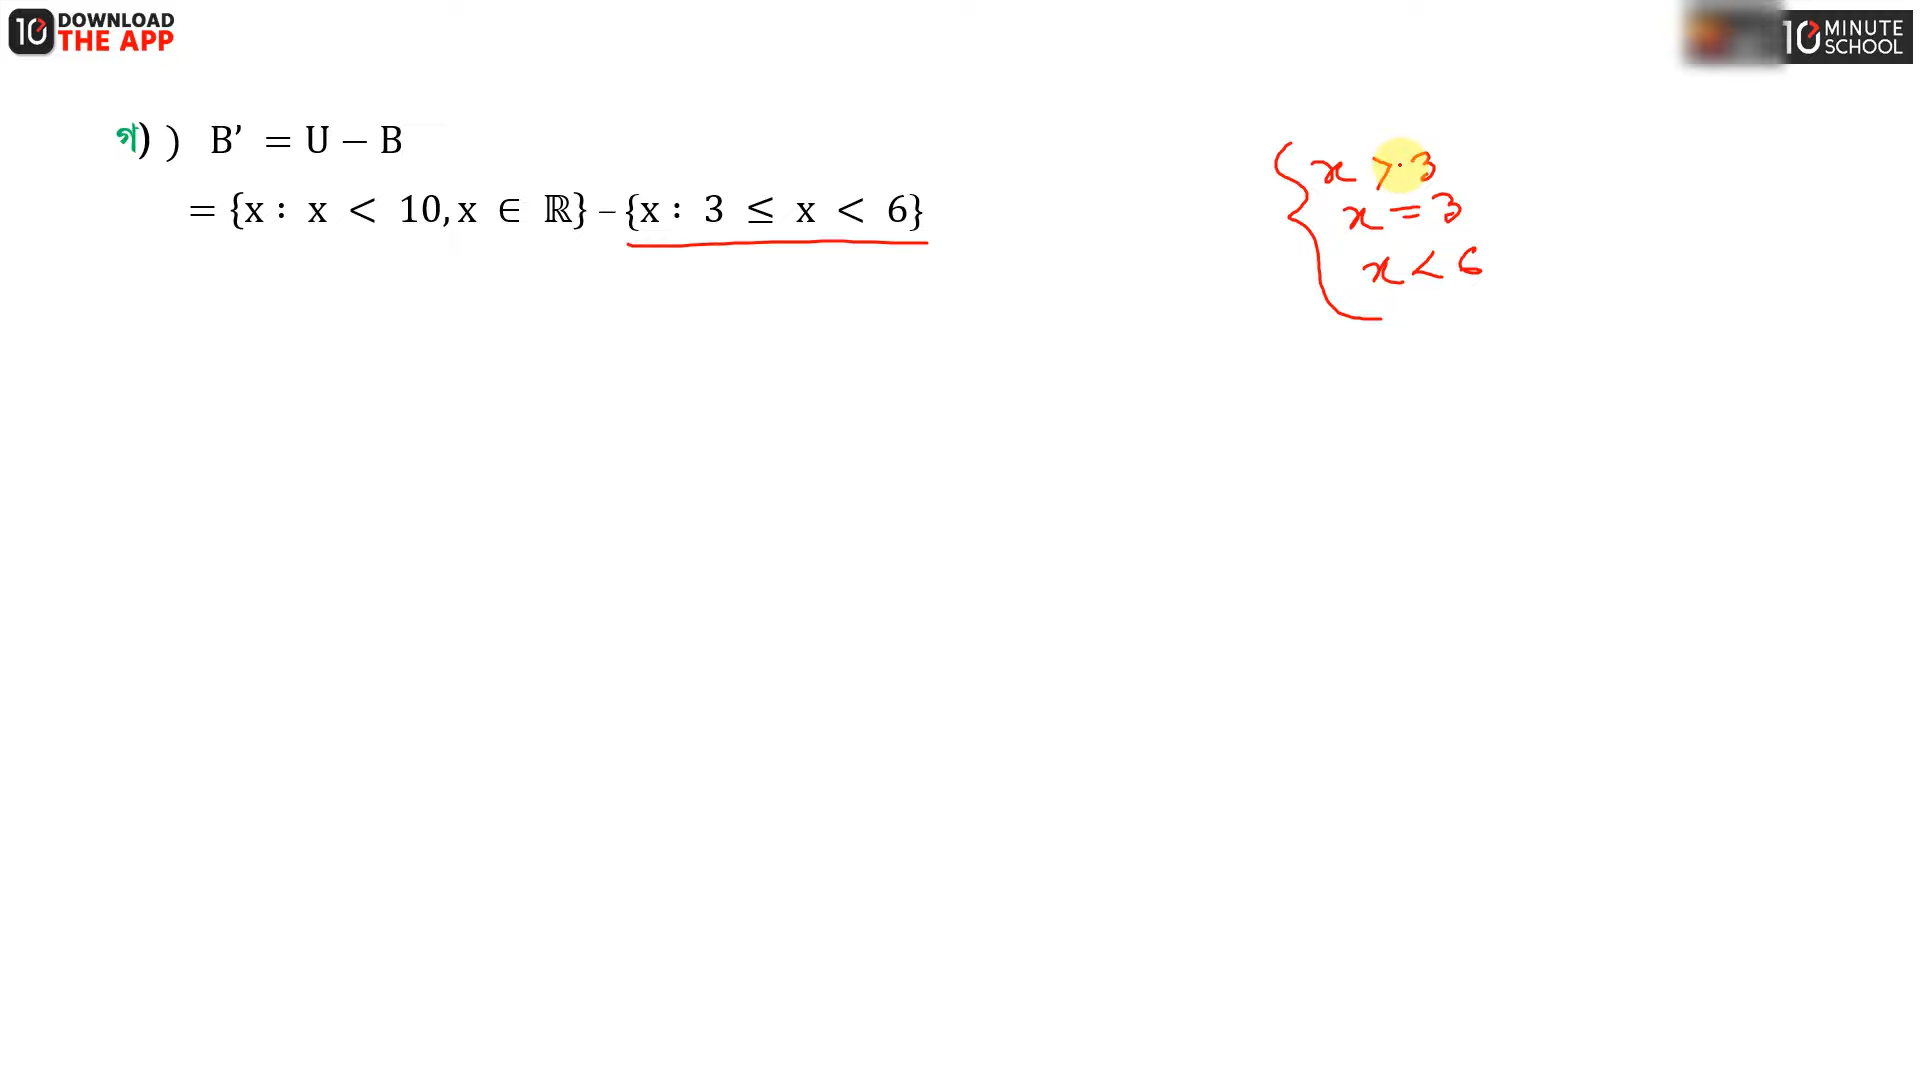 10 DOWNLOAD
THE APP
10 MINUTE
SCHOOL
গ) ) B’ = U − B
= {x : x < 10, x ∈ ℝ} – {x : 3 ≤ x < 6}
x > 3
x = 3
x < 6